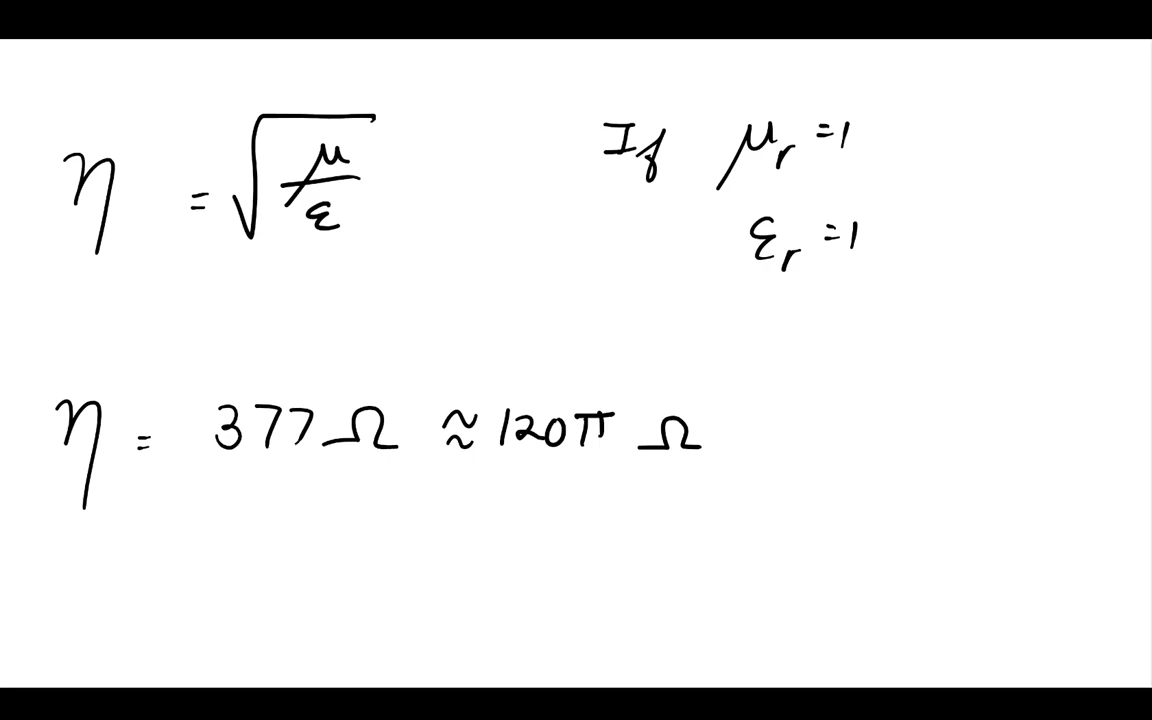 η = √(μ/ε) If μr =1
εr =1
η = 377 Ω ≈ 120π Ω